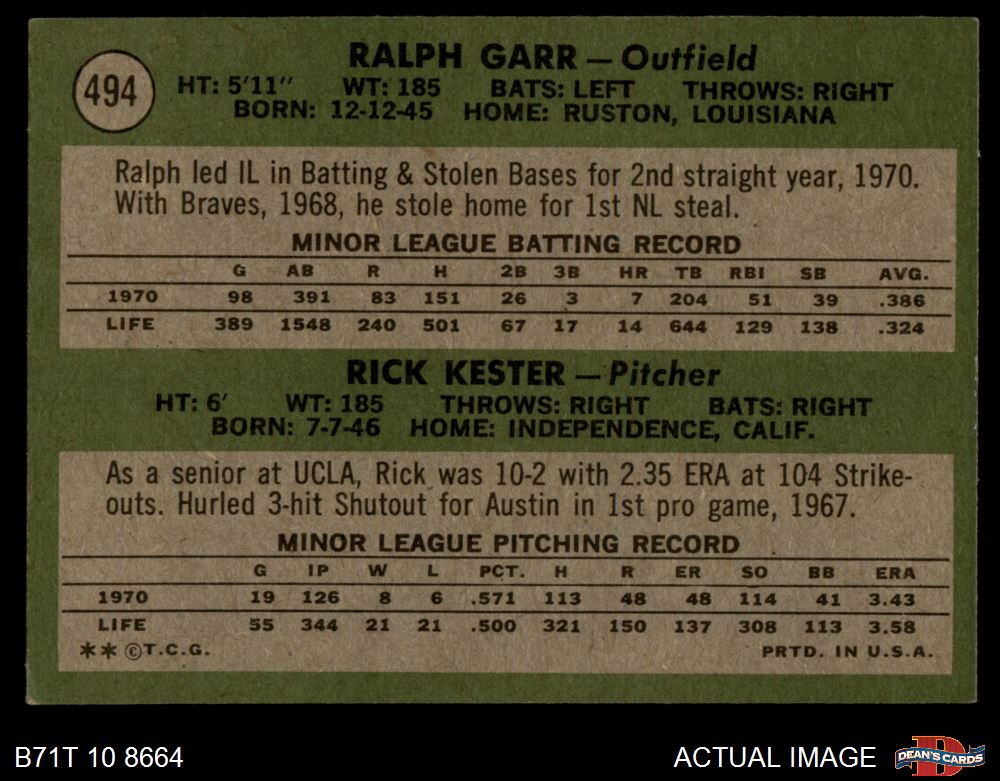 494
RALPH GARR — Outfield
HT: 5'11" WT: 185 BATS: LEFT THROWS: RIGHT
BORN: 12-12-45 HOME: RUSTON, LOUISIANA
Ralph led IL in Batting & Stolen Bases for 2nd straight year, 1970.
With Braves, 1968, he stole home for 1st NL steal.
MINOR LEAGUE BATTING RECORD
G AB R H 2B 3B HR TB RBI SB AVG.
1970 98 391 83 151 26 3 7 204 51 39 .386
LIFE 389 1548 240 501 67 17 14 644 129 138 .324
RICK KESTER — Pitcher
HT: 6' WT: 185 THROWS: RIGHT BATS: RIGHT
BORN: 7-7-46 HOME: INDEPENDENCE, CALIF.
As a senior at UCLA, Rick was 10-2 with 2.35 ERA at 104 Strike-
outs. Hurled 3-hit Shutout for Austin in 1st pro game, 1967.
MINOR LEAGUE PITCHING RECORD
G IP W L PCT. H R ER SO BB ERA
1970 19 126 8 6 .571 113 48 48 114 41 3.43
LIFE 55 344 21 21 .500 321 150 137 308 113 3.58
** ©T.C.G. PRTD. IN U.S.A.
B71T 10 8664 ACTUAL IMAGE D DEAN'S CARDS